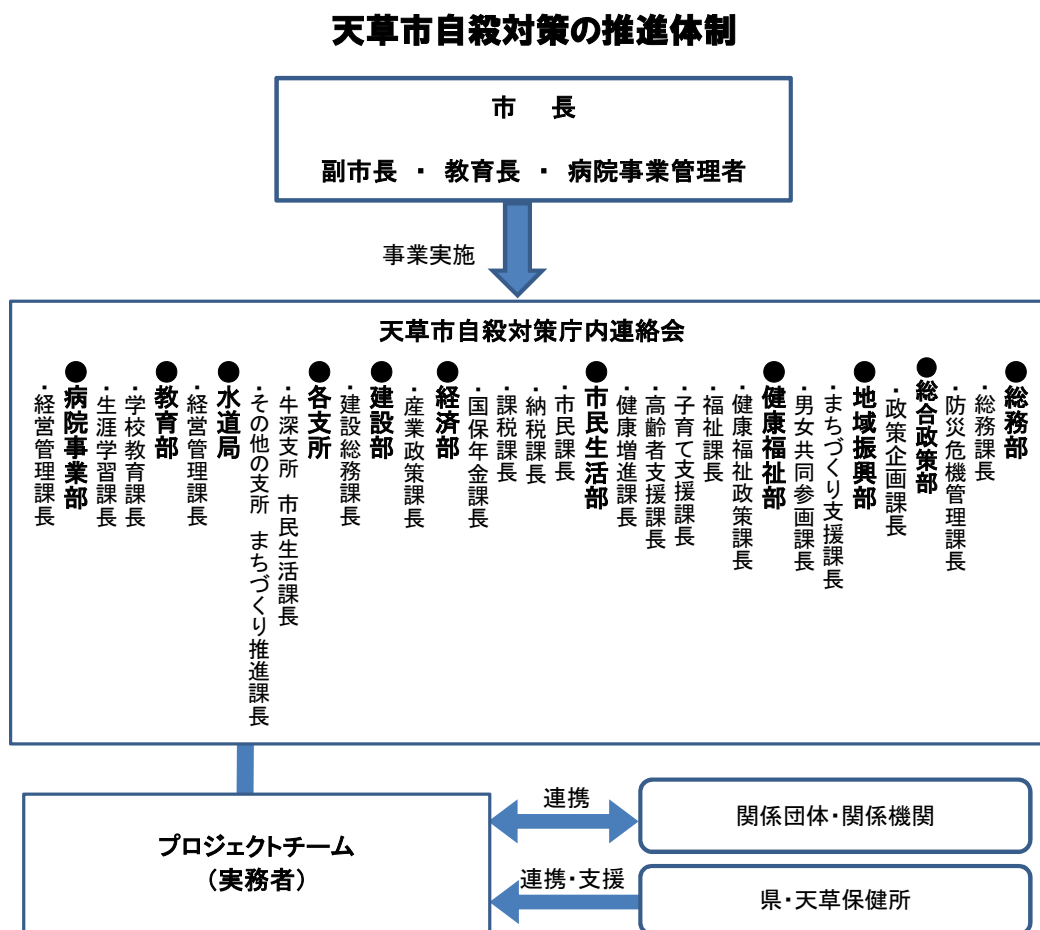 天草市自殺対策の推進体制
市　長
副市長 ・ 教育長 ・ 病院事業管理者
事業実施
天草市自殺対策庁内連絡会
●総務部
・総務課長
・防災危機管理課長
●総合政策部
・政策企画課長
●地域振興部
・まちづくり支援課長
・男女共同参画課長
●健康福祉部
・健康福祉政策課長
・福祉課長
・子育て支援課長
・高齢者支援課長
・健康増進課長
●市民生活部
・市民課長
・納税課長
・課税課長
・国保年金課長
●経済部
・産業政策課長
●建設部
・建設総務課長
●各支所
・牛深支所 市民生活課長
・その他の支所 まちづくり推進課長
●水道局
・経営管理課長
●教育部
・学校教育課長
・生涯学習課長
●病院事業部
・経営管理課長
プロジェクトチーム
（実務者）
連携
関係団体・関係機関
連携・支援
県・天草保健所